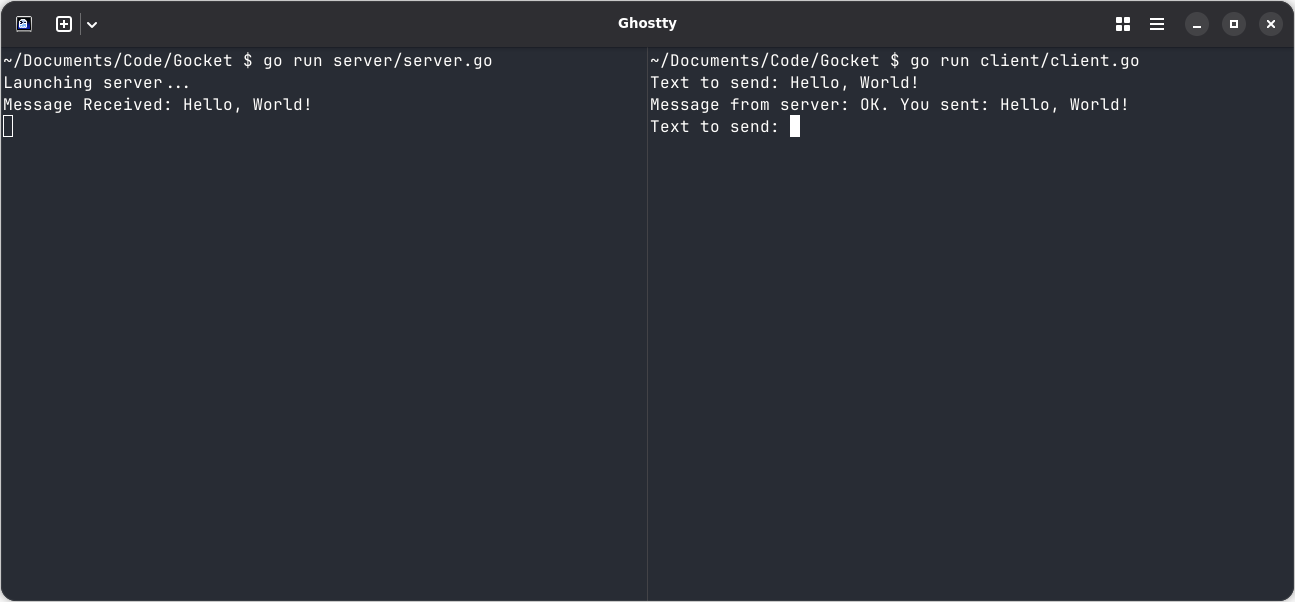 Ghostty
~/Documents/Code/Gocket $ go run server/server.go
Launching server...
Message Received: Hello, World!
~/Documents/Code/Gocket $ go run client/client.go
Text to send: Hello, World!
Message from server: OK. You sent: Hello, World!
Text to send: